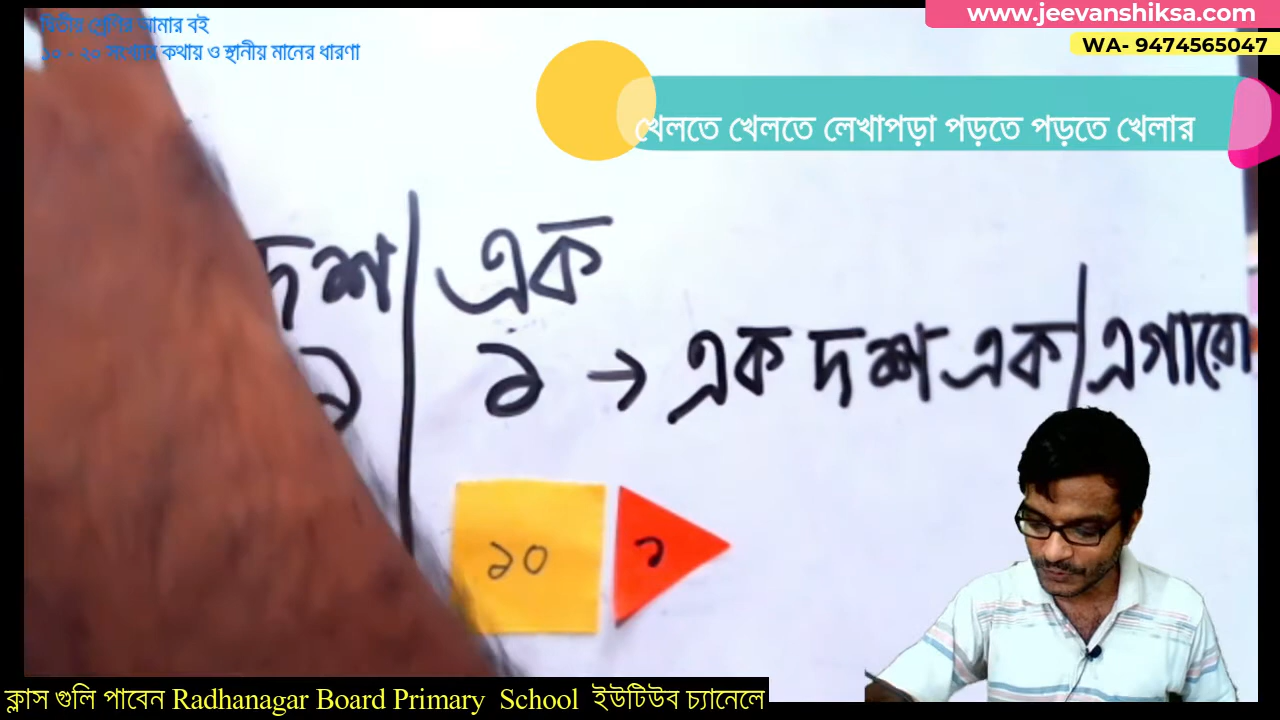 www.jeevanshiksa.com
দ্বিতীয় শ্রেণির আমার বই
WA- 9474565047
১০ - ২০ সংখ্যার কথায় ও স্থানীয় মানের ধারণা
খেলতে খেলতে লেখাপড়া পড়তে পড়তে খেলার
দশ | এক
১ | ১ → এক দশ এক | এগারো
১০ ১
ক্লাস গুলি পাবেন Radhanagar Board Primary School ইউটিউব চ্যানেলে